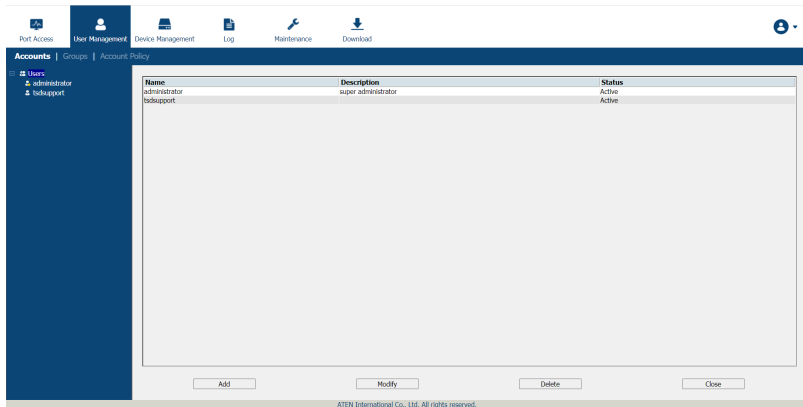 Port Access User Management Device Management Log Maintenance Download
Accounts | Groups | Account Policy
Users
administrator
tsdsupport
Name Description Status
administrator super administrator Active
tsdsupport Active
Add Modify Delete Close
ATEN International Co., Ltd. All rights reserved.